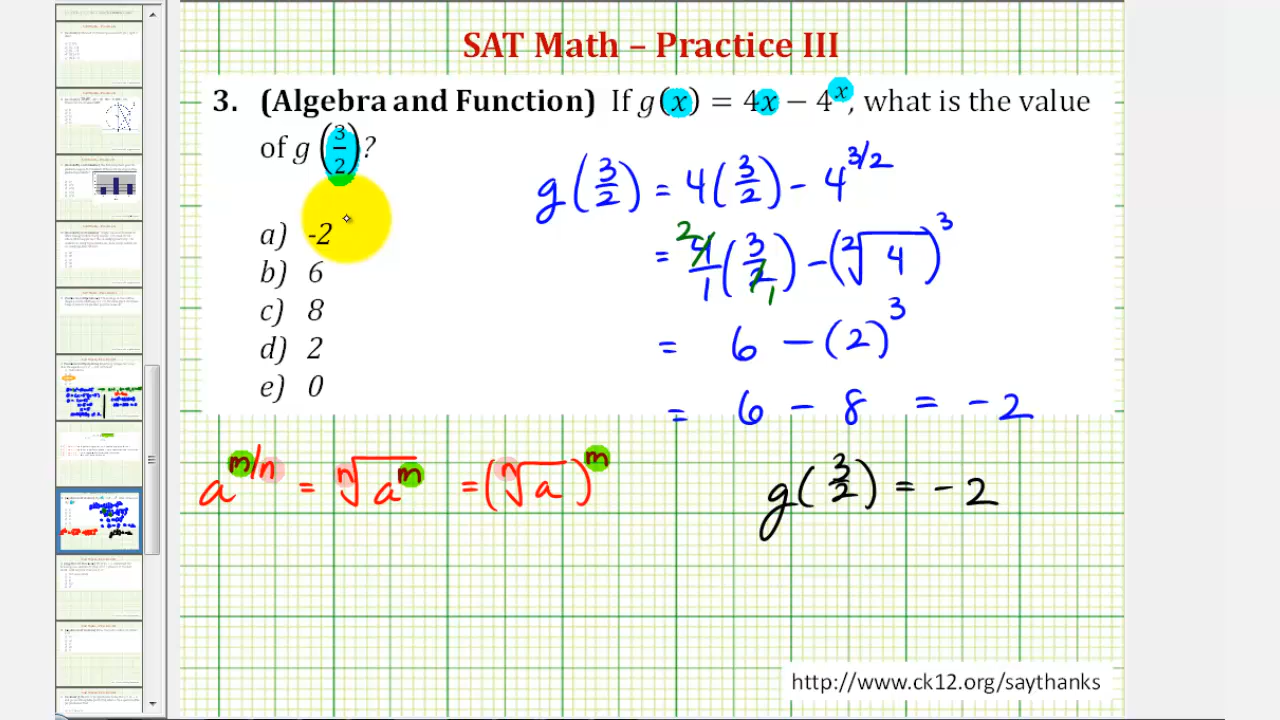 SAT Math – Practice III
3. (Algebra and Function) If g(x) = 4x − 4^x, what is the value
of g(3/2)?
a) -2
b) 6
c) 8
d) 2
e) 0
g(3/2) = 4(3/2) − 4^3/2
= 4/1 (3/2) − (²√4)³
2 1
= 6 − (2)³
= 6 − 8 = −2
a^m/n = ⁿ√a^m = (ⁿ√a)^m
g(3/2) = −2
http://www.ck12.org/saythanks